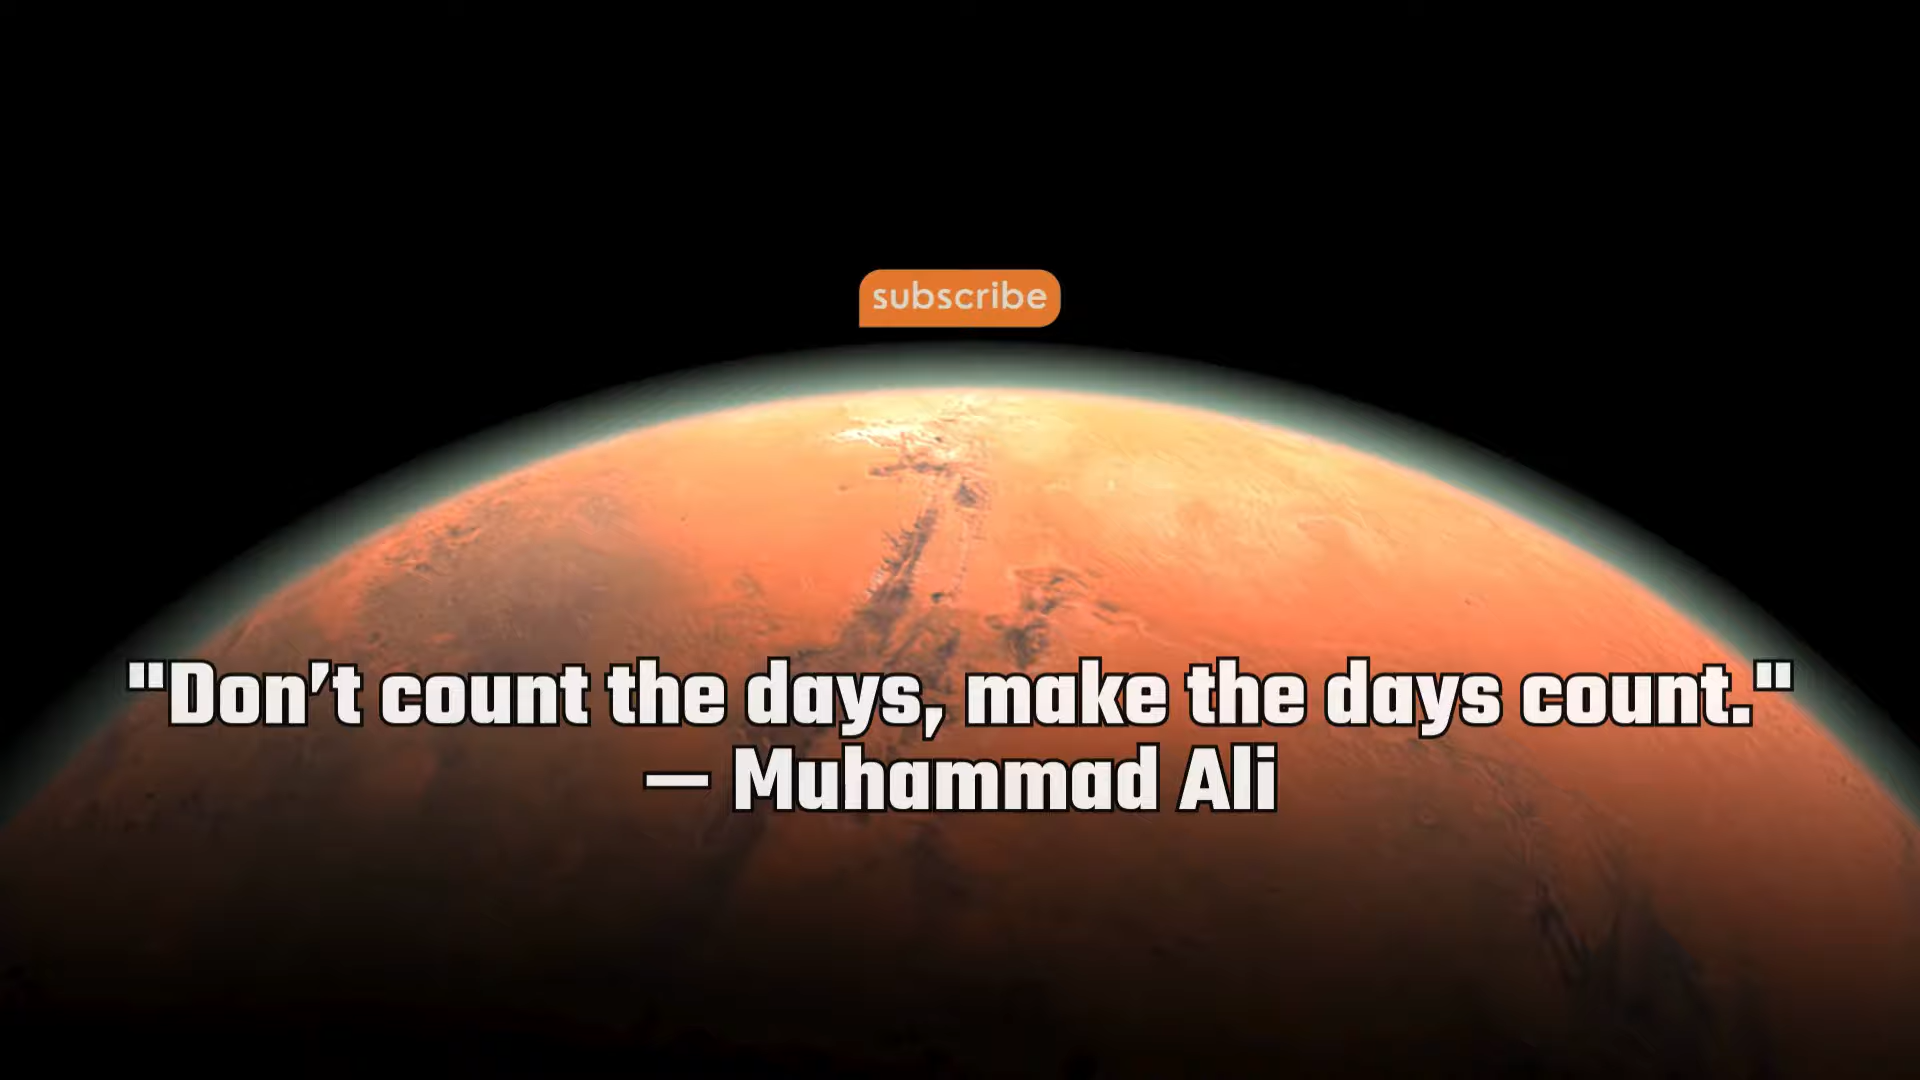 subscribe
"Don’t count the days, make the days count."
— Muhammad Ali